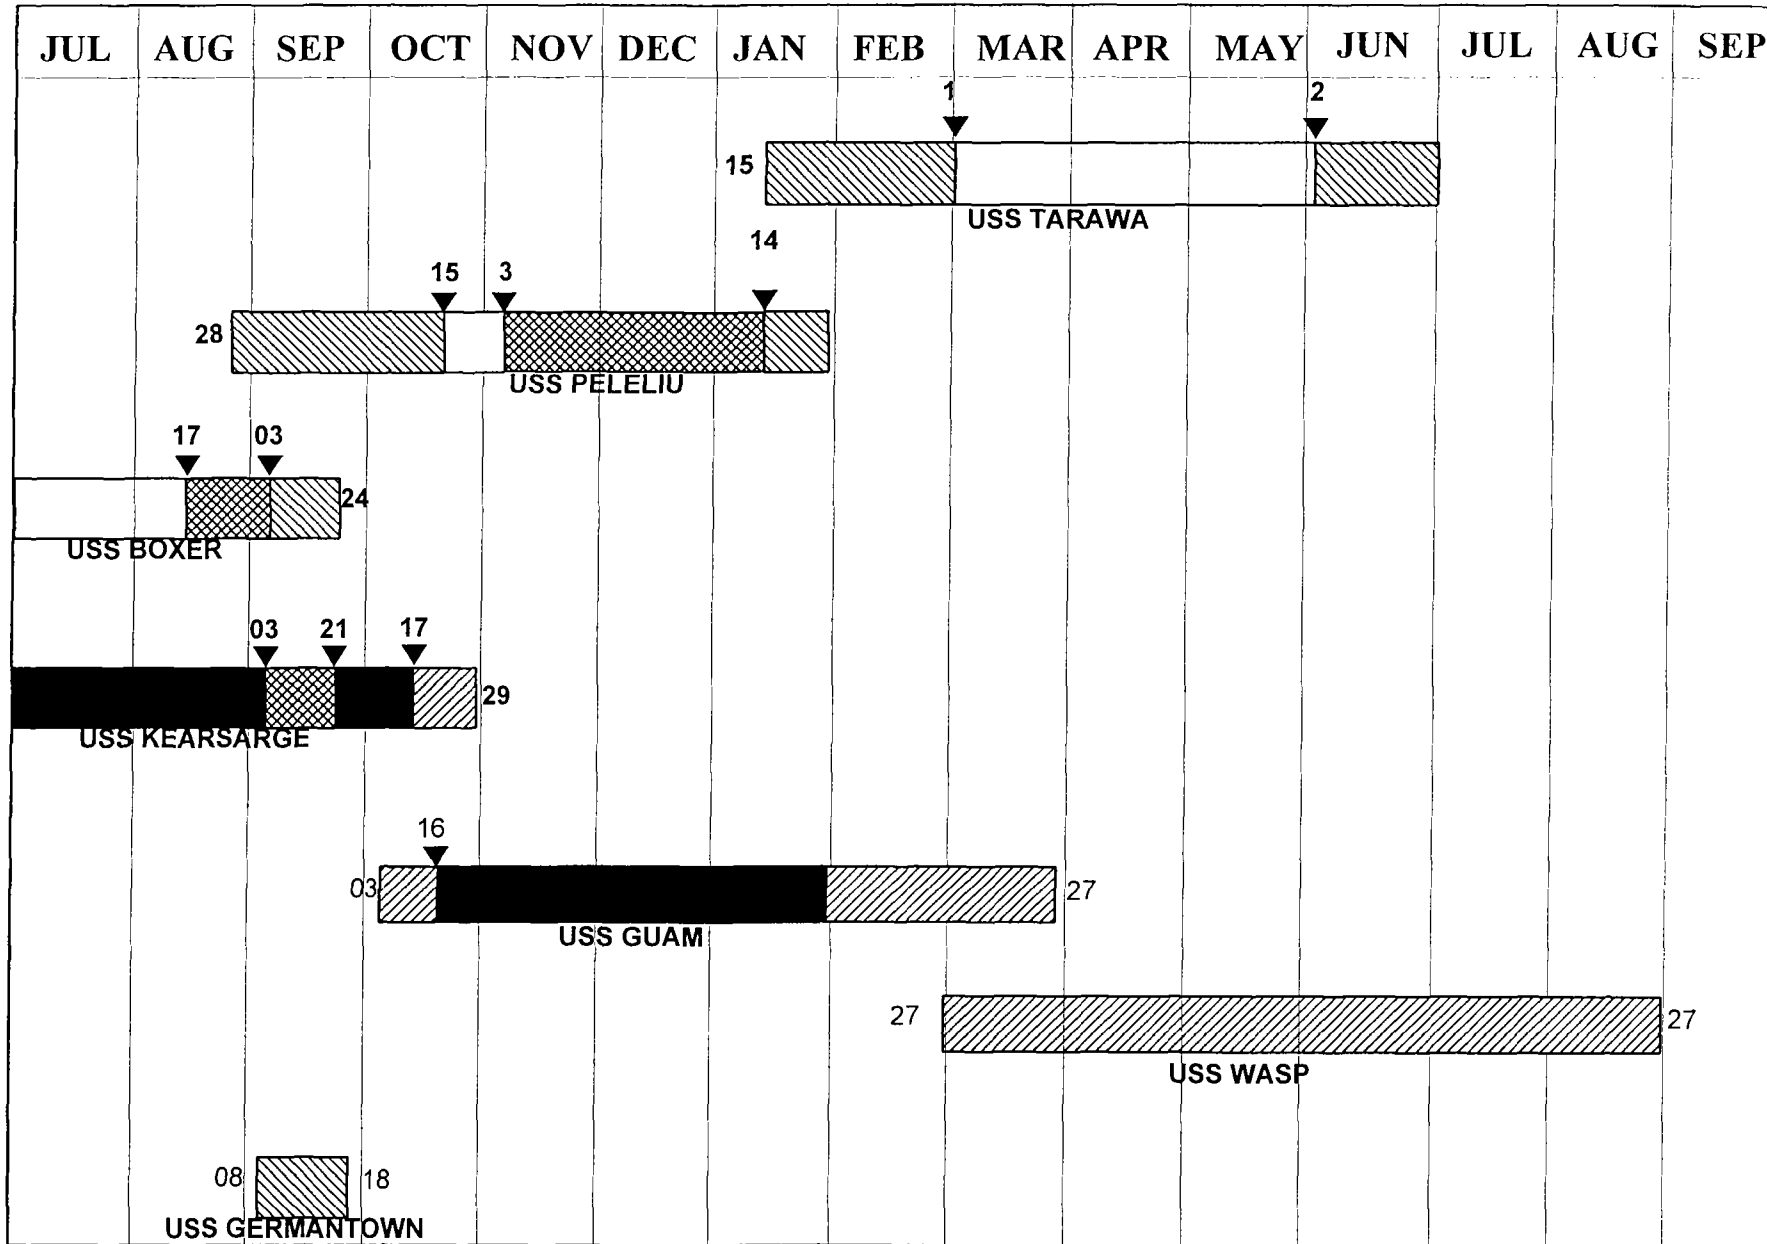 JUL AUG SEP OCT NOV DEC JAN FEB MAR APR MAY JUN JUL AUG SEP
1 2
15
USS TARAWA
14
15 3
28
USS PELELIU
17 03
24
USS BOXER
03 21 17
29
USS KEARSARGE
16
03 27
USS GUAM
27 27
USS WASP
08 18
USS GERMANTOWN